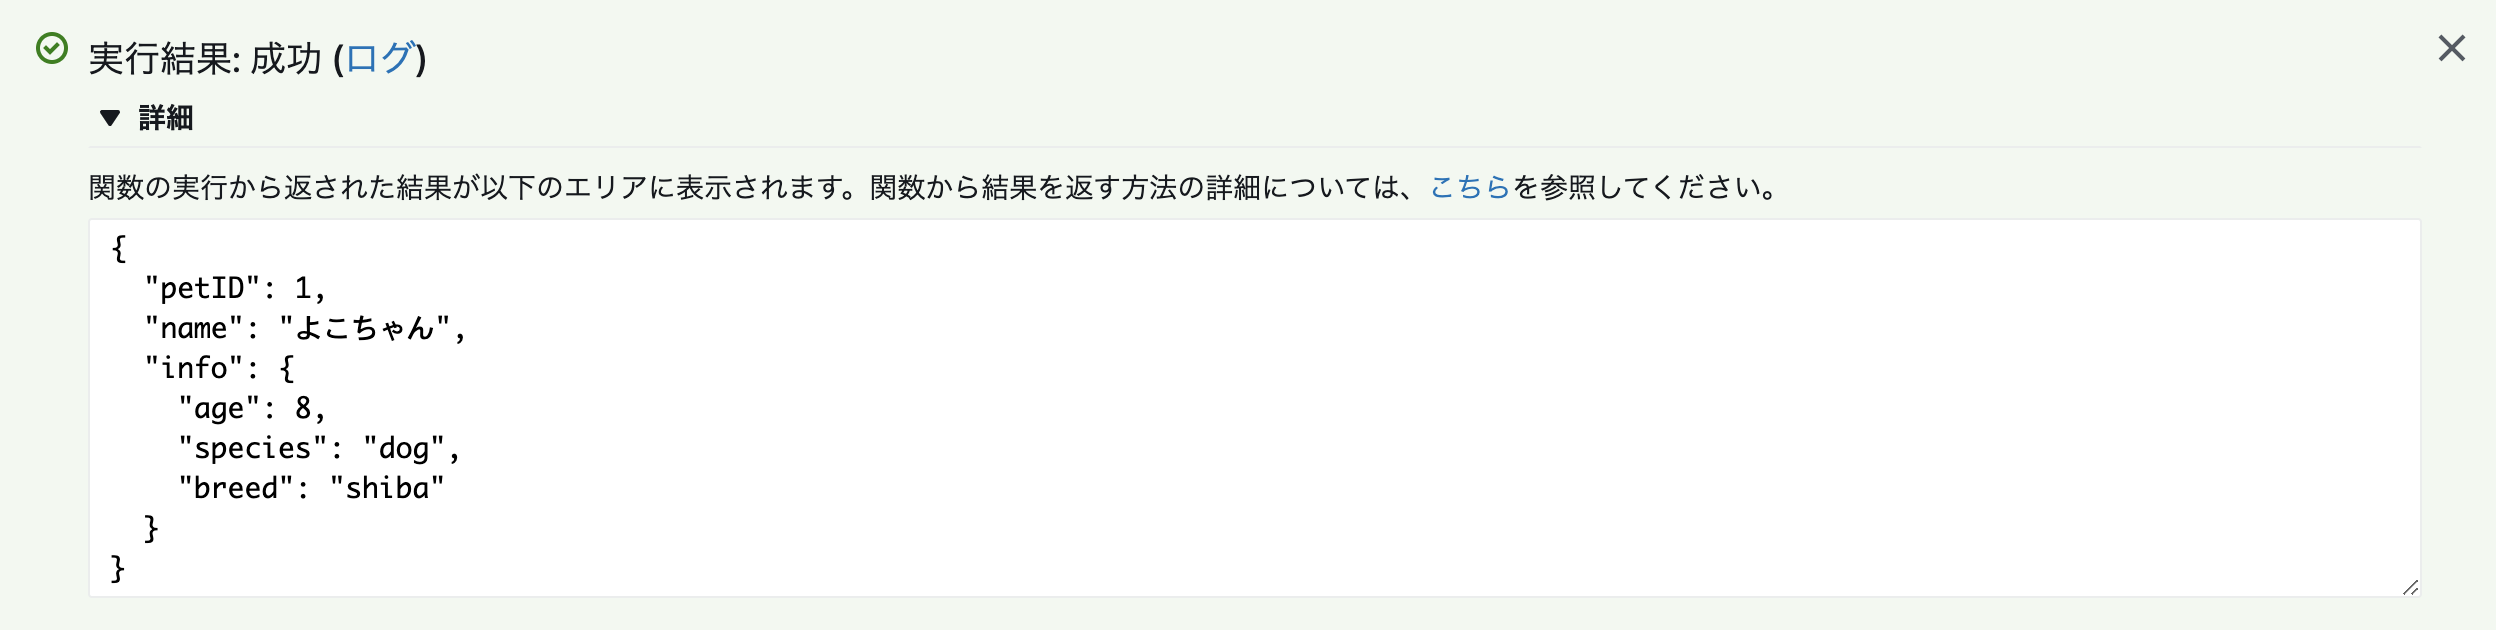 実行結果: 成功 (ログ)
詳細
関数の実行から返された結果が以下のエリアに表示されます。関数から結果を返す方法の詳細については、こちらを参照してください。
{
  "petID": 1,
  "name": "よこちゃん",
  "info": {
    "age": 8,
    "species": "dog",
    "breed": "shiba"
  }
}